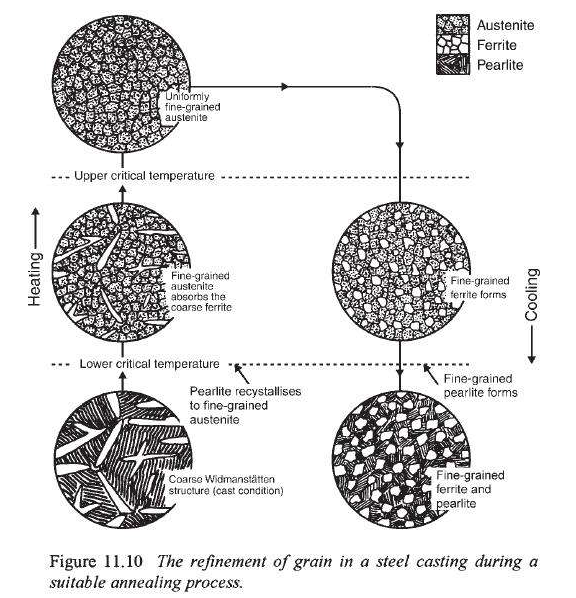 Austenite
Ferrite
Pearlite
Uniformly
fine-grained
austenite
Upper critical temperature
Heating
Fine-grained
austenite
absorbs the
coarse ferrite
Fine-grained
ferrite forms
Cooling
Lower critical temperature
Pearlite recystallises
to fine-grained
austenite
Fine-grained
pearlite forms
Coarse Widmanstätten
structure (cast condition)
Fine-grained
ferrite and
pearlite
Figure 11.10 The refinement of grain in a steel casting during a
suitable annealing process.